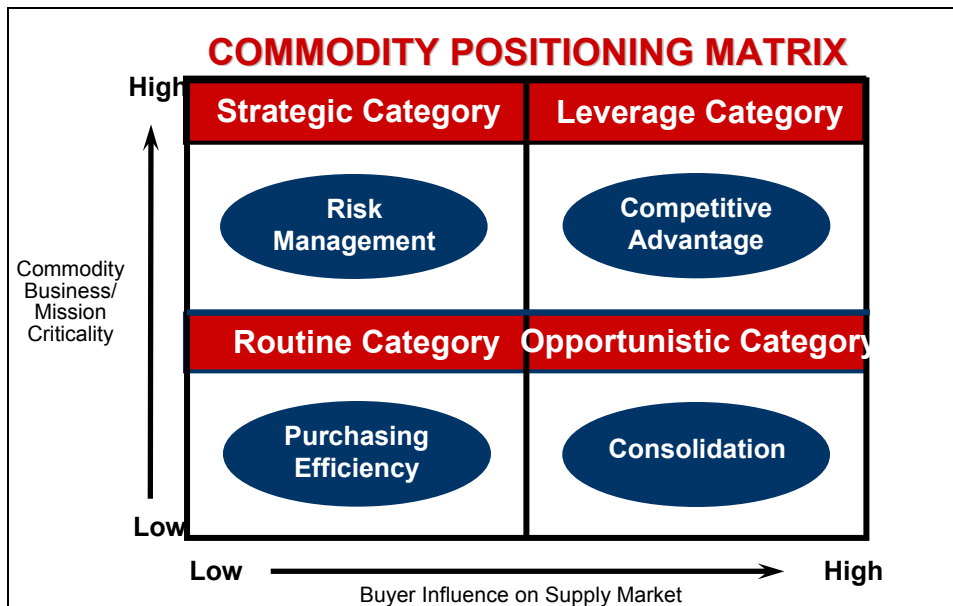 COMMODITY POSITIONING MATRIX
High
Strategic Category
Leverage Category
Risk
Management
Competitive
Advantage
Commodity
Business/
Mission
Criticality
Routine Category
Opportunistic Category
Purchasing
Efficiency
Consolidation
Low
Low
High
Buyer Influence on Supply Market